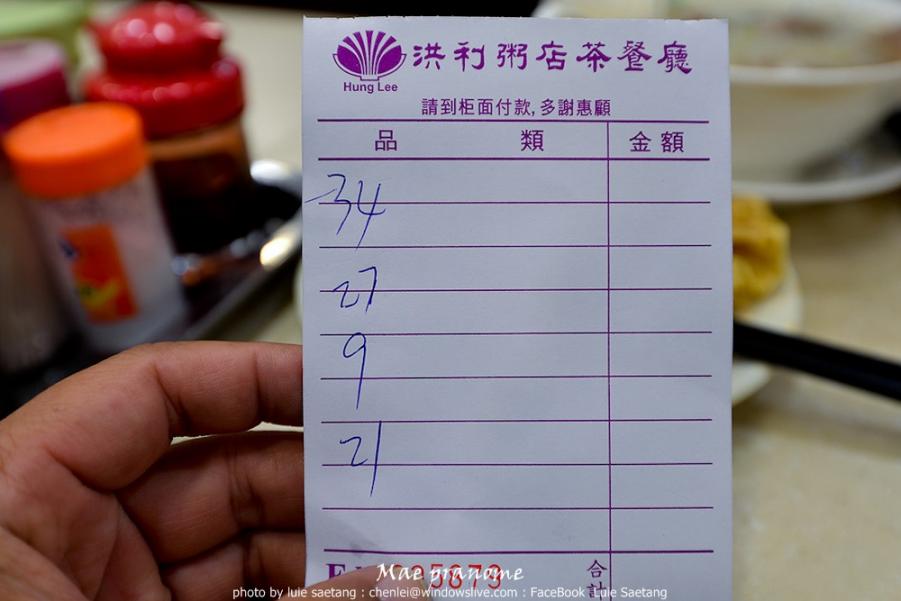 洪利粥店茶餐廳
Hung Lee
請到柜面付款,多謝惠顧
品 類 金額
34
27
9
21
合計
Mae pranome
photo by luie saetang : chenlei@windowslive.com : FaceBook Luie Saetang